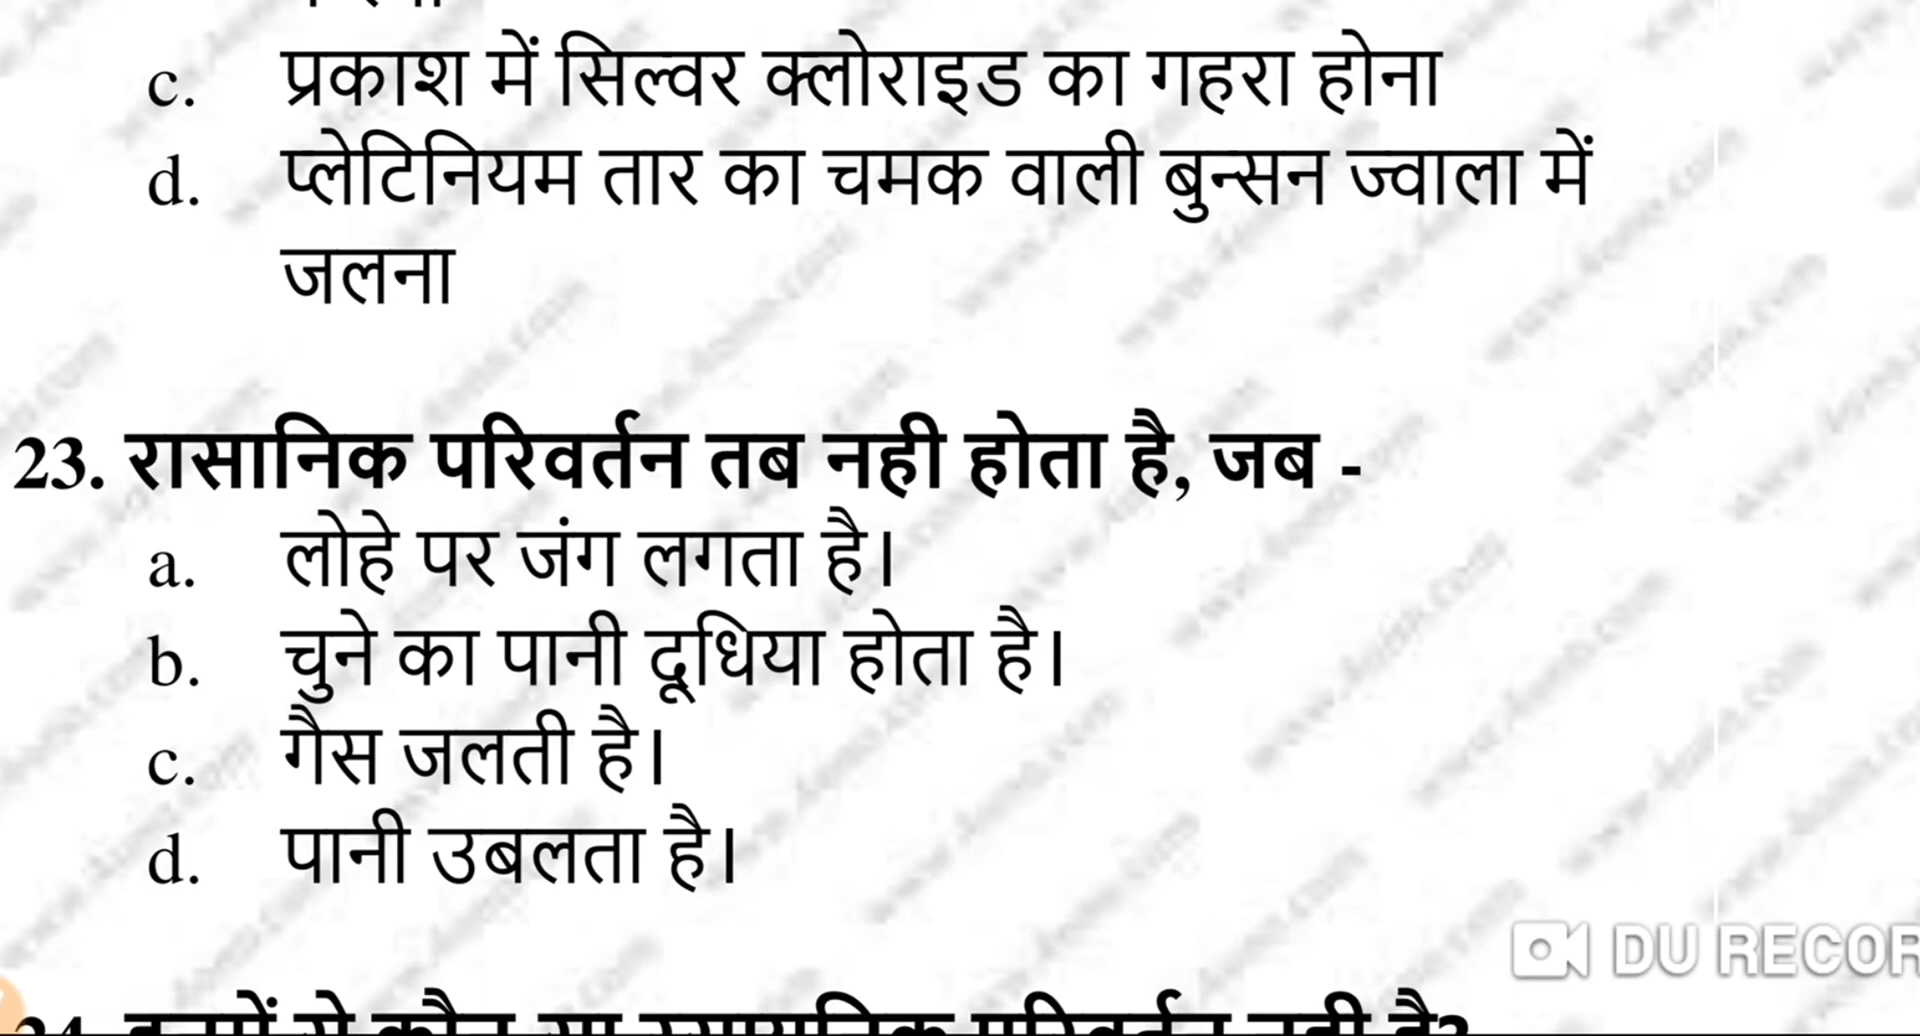 c. प्रकाश में सिल्वर क्लोराइड का गहरा होना
d. प्लेटिनियम तार का चमक वाली बुन्सन ज्वाला में
जलना
23. रासानिक परिवर्तन तब नही होता है, जब -
a. लोहे पर जंग लगता है।
b. चुने का पानी दूधिया होता है।
c. गैस जलती है।
d. पानी उबलता है।
DU RECOR